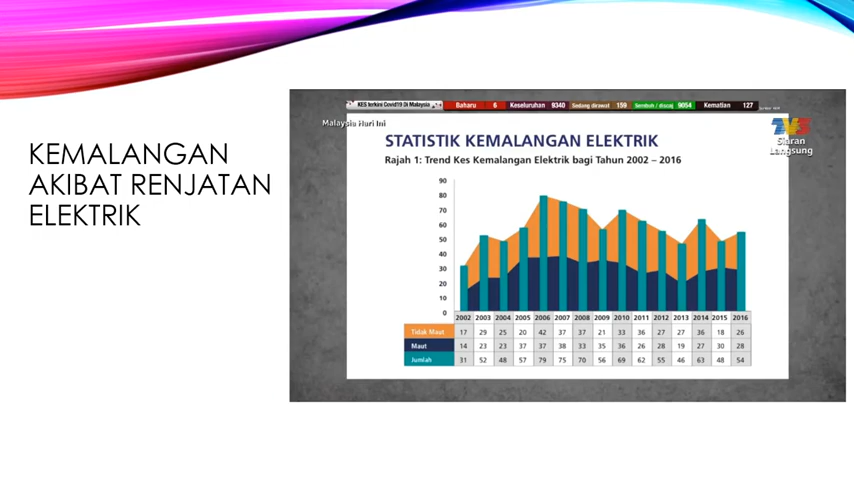 KEMALANGAN
AKIBAT RENJATAN
ELEKTRIK
KES terkini Covid19 Di Malaysia Baharu 6 Keseluruhan 9340 Sedang dirawat 159 Sembuh / discaj 9054 Kematian 127
Malaysia Hari Ini
TV3
Siaran
Langsung
STATISTIK KEMALANGAN ELEKTRIK
Rajah 1: Trend Kes Kemalangan Elektrik bagi Tahun 2002 – 2016
90
80
70
60
50
40
30
20
10
0
2002 2003 2004 2005 2006 2007 2008 2009 2010 2011 2012 2013 2014 2015 2016
Tidak Maut 17 29 25 20 42 37 37 21 33 36 27 27 36 18 26
Maut 14 23 23 37 37 38 33 35 36 26 28 19 27 30 28
Jumlah 31 52 48 57 79 75 70 56 69 62 55 46 63 48 54